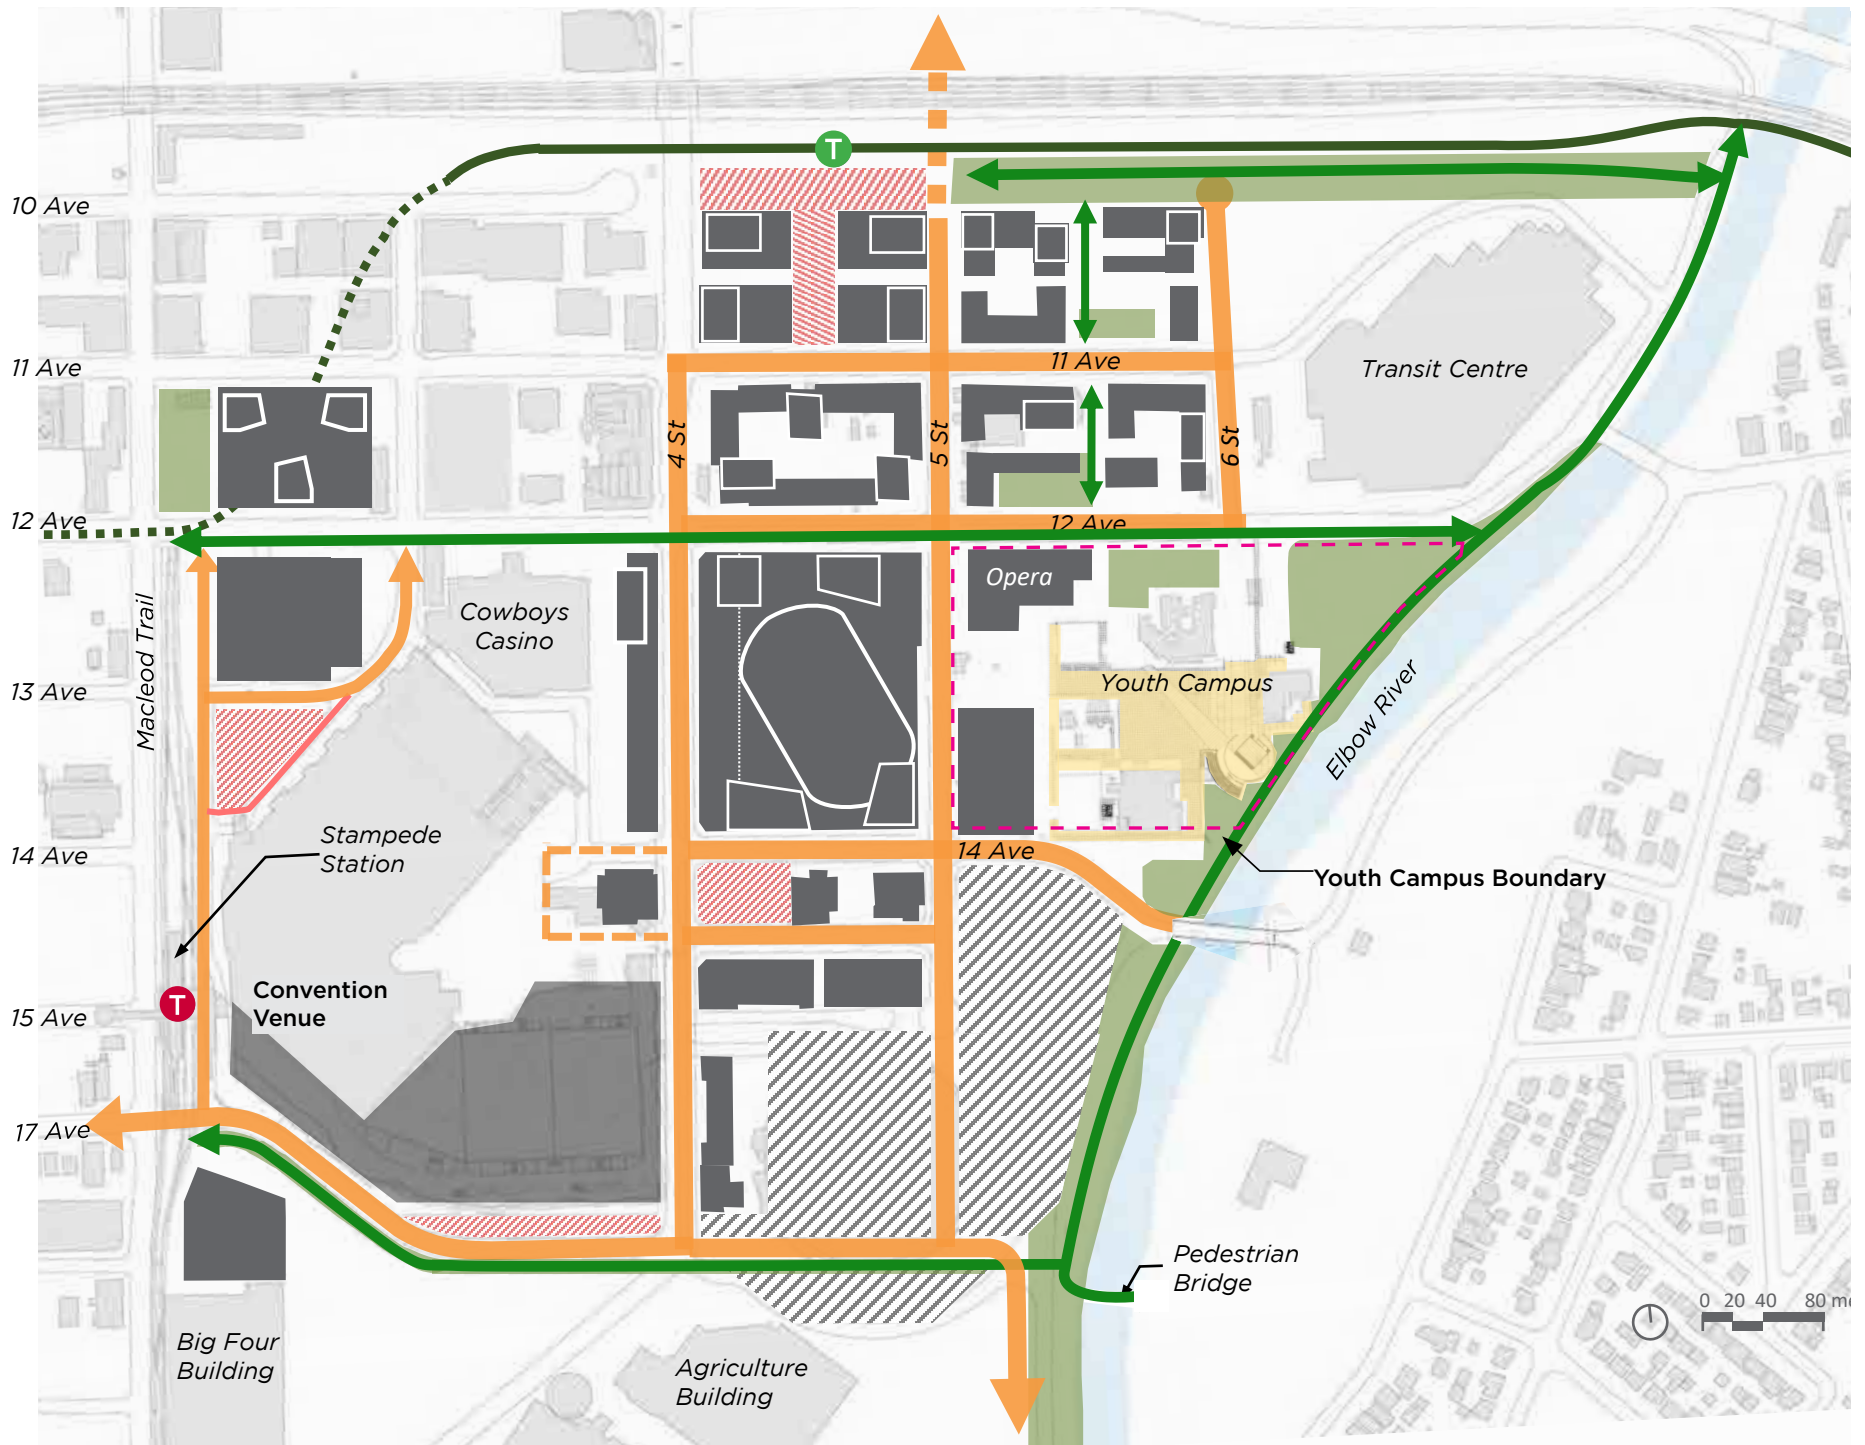 T
10 Ave
11 Ave
11 Ave
Transit Centre
4 St
5 St
6 St
12 Ave
12 Ave
Opera
Cowboys
Casino
Macleod Trail
13 Ave
Youth Campus
Elbow River
Stampede
Station
14 Ave
14 Ave
Youth Campus Boundary
Convention
Venue
T
15 Ave
17 Ave
Pedestrian
Bridge
0 20 40 80 m
Big Four
Building
Agriculture
Building